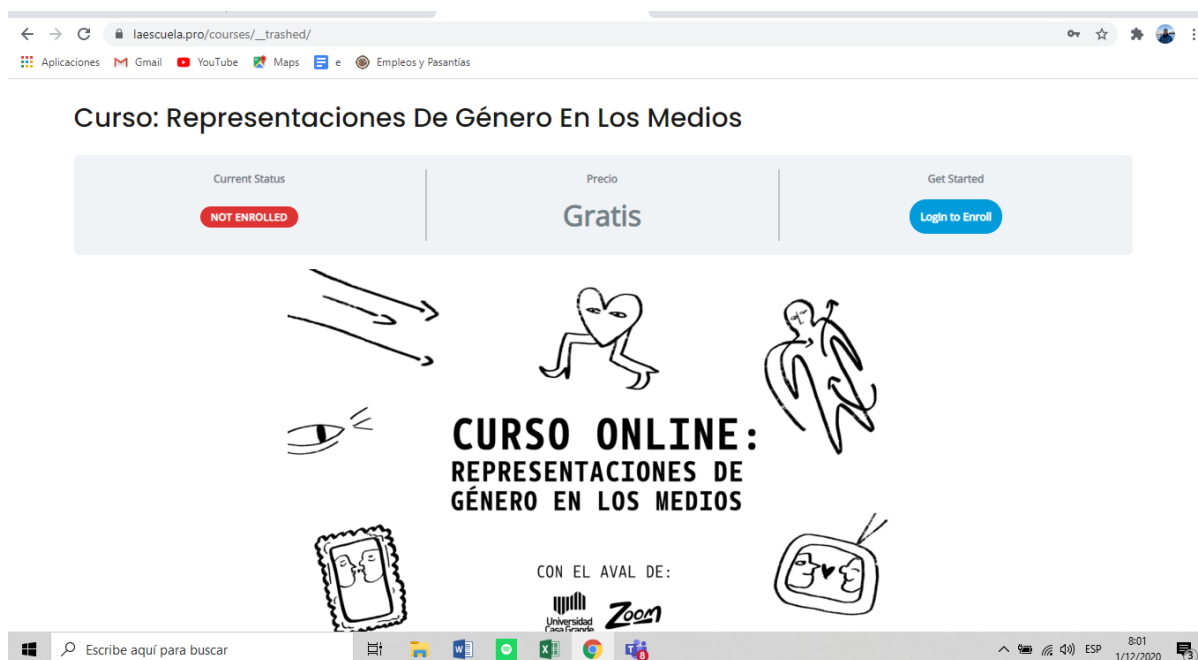 laescuela.pro/courses/__trashed/
Aplicaciones Gmail YouTube Maps e Empleos y Pasantías
Curso: Representaciones De Género En Los Medios
Current Status
NOT ENROLLED
Precio
Gratis
Get Started
Login to Enroll
CURSO ONLINE:
REPRESENTACIONES DE
GÉNERO EN LOS MEDIOS
CON EL AVAL DE:
Universidad
Casa Grande
Zoom
Escribe aquí para buscar
ESP
8:01
1/12/2020
8
3